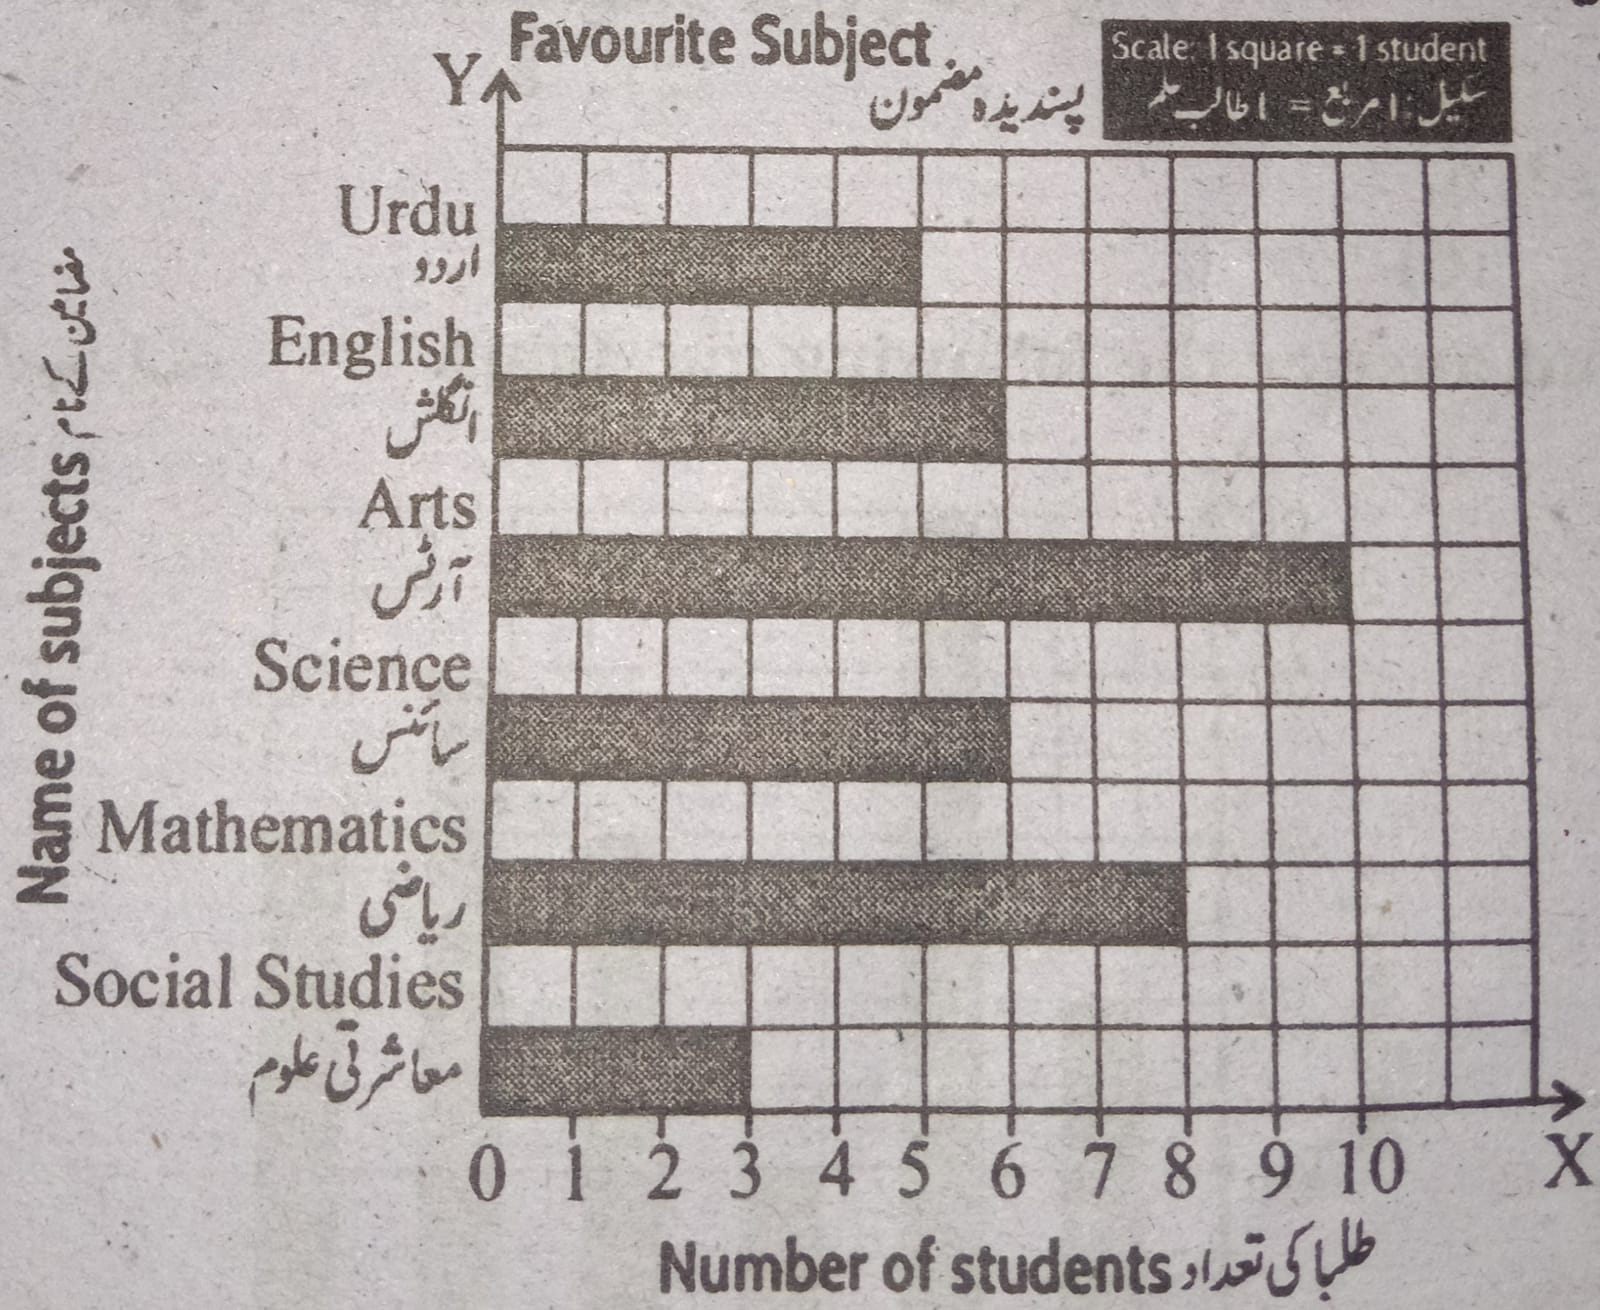 Favourite Subject
پسندیدہ مضمون
Scale: 1 square = 1 student
سکیل: ۱ مربع = ۱ طالب علم
Y
Urdu
اردو
English
انگلش
Arts
آرٹس
Science
سائنس
Mathematics
ریاضی
Social Studies
معاشرتی علوم
Name of subjects مضامین کے نام
0 1 2 3 4 5 6 7 8 9 10 X
Number of students طلبا کی تعداد